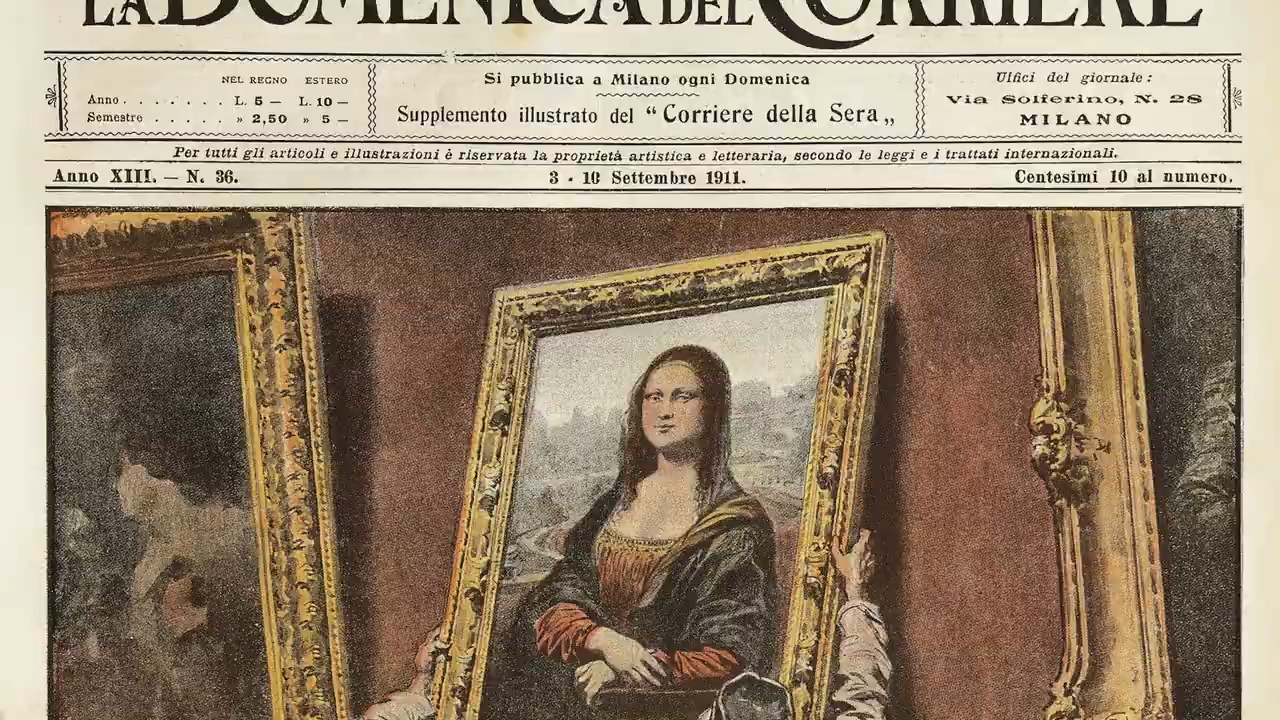 LA DOMENICA DEL CORRIERE
NEL REGNO ESTERO
Anno . . . . . . . L. 5 — L. 10 —
Semestre . . . . . » 2,50 » 5 —
Si pubblica a Milano ogni Domenica
Supplemento illustrato del “ Corriere della Sera „
Uffici del giornale :
Via Solferino, N. 28
MILANO
Per tutti gli articoli e illustrazioni è riservata la proprietà artistica e letteraria, secondo le leggi e i trattati internazionali.
Anno XIII. — N. 36.
3 - 10 Settembre 1911.
Centesimi 10 al numero.